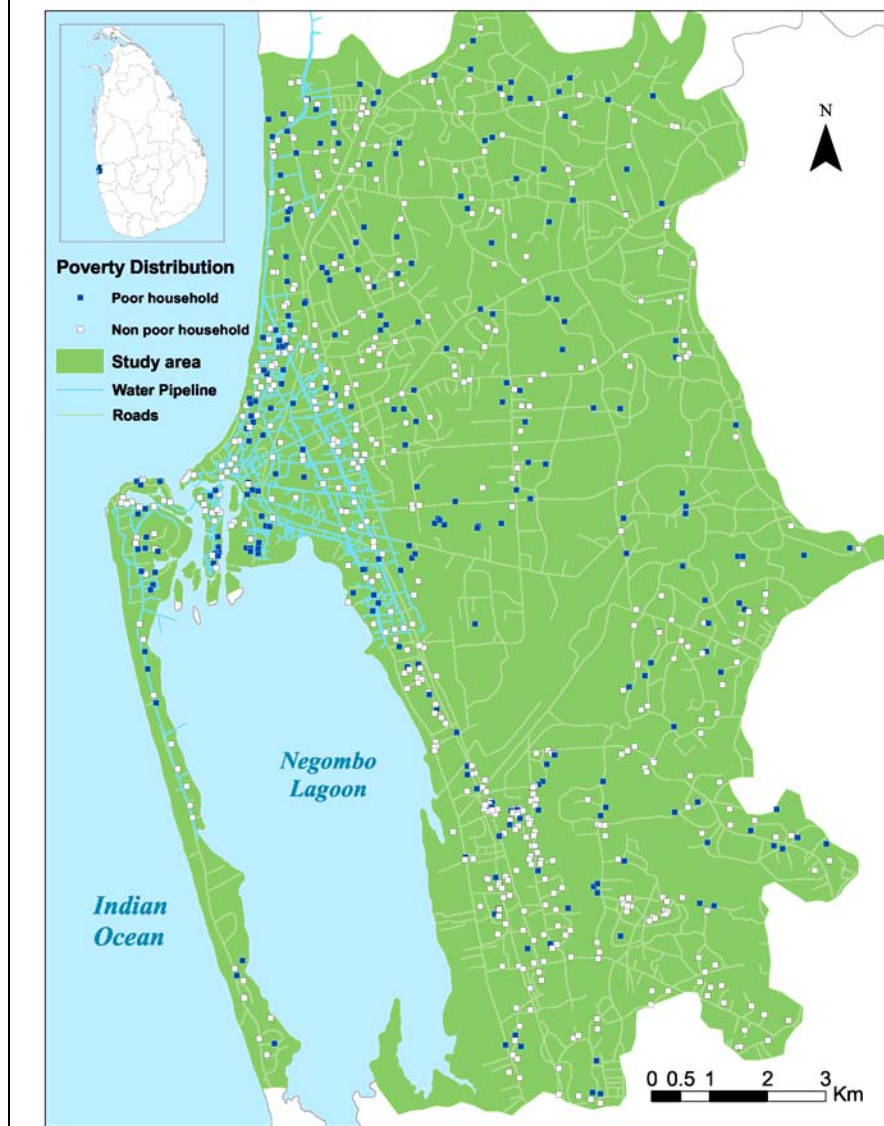 N
Poverty Distribution
Poor household
Non poor household
Study area
Water Pipeline
Roads
Negombo
Lagoon
Indian
Ocean
0 0.5 1 2 3
Km